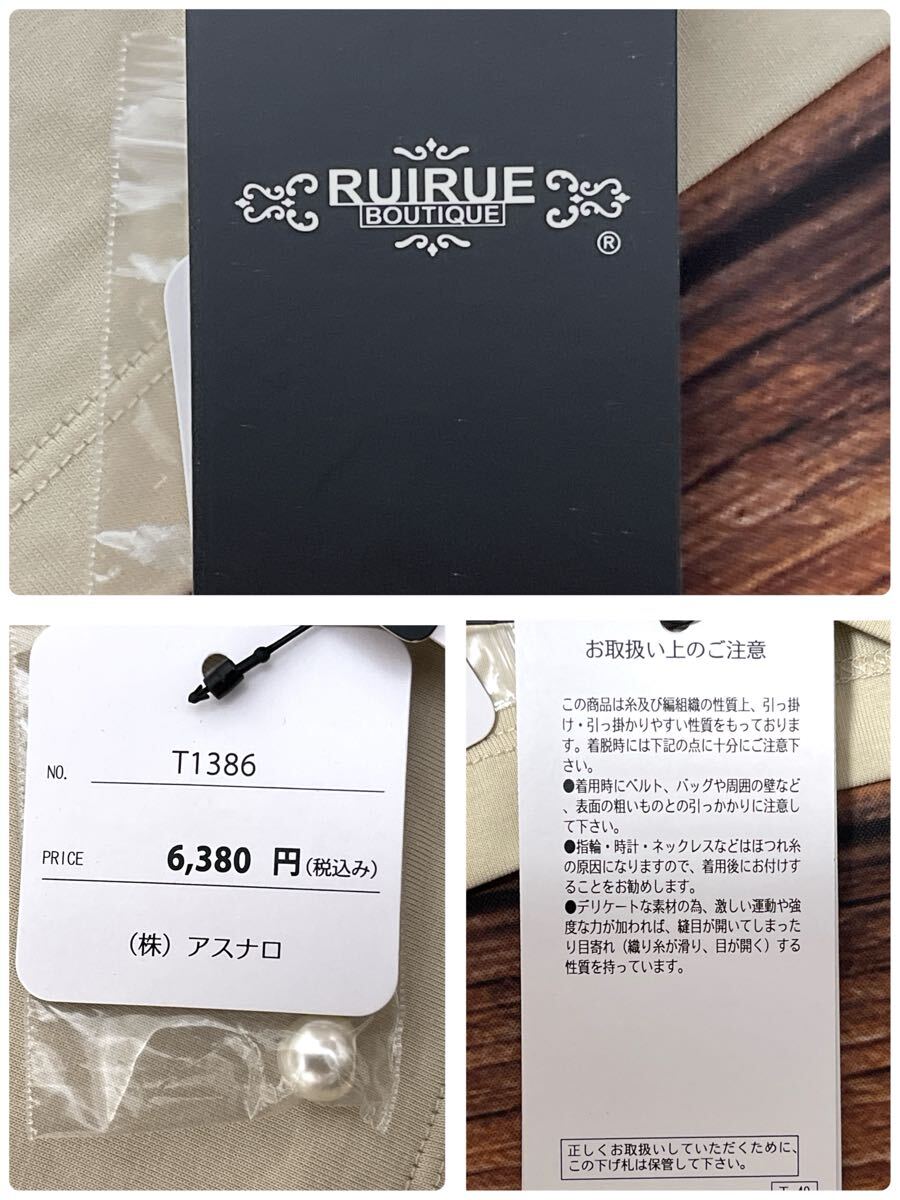 RUIRUE
BOUTIQUE
®
NO. T1386
PRICE 6,380 円(税込み)
（株）アスナロ
お取扱い上のご注意
この商品は糸及び編組織の性質上、引っ掛
け・引っ掛かりやすい性質をもっておりま
す。着脱時には下記の点に十分にご注意下
さい。
●着用時にベルト、バッグや周囲の壁など
、表面の粗いものとの引っかかりに注意し
て下さい。
●指輪・時計・ネックレスなどはほつれ糸
の原因になりますので、着用後にお付けす
ることをお勧めします。
●デリケートな素材の為、激しい運動や強
度な力が加われば、縫目が開いてしまった
り目寄れ（織り糸が滑り、目が開く）する
性質を持っています。
正しくお取扱いしていただくために、
この下げ札は保管して下さい。